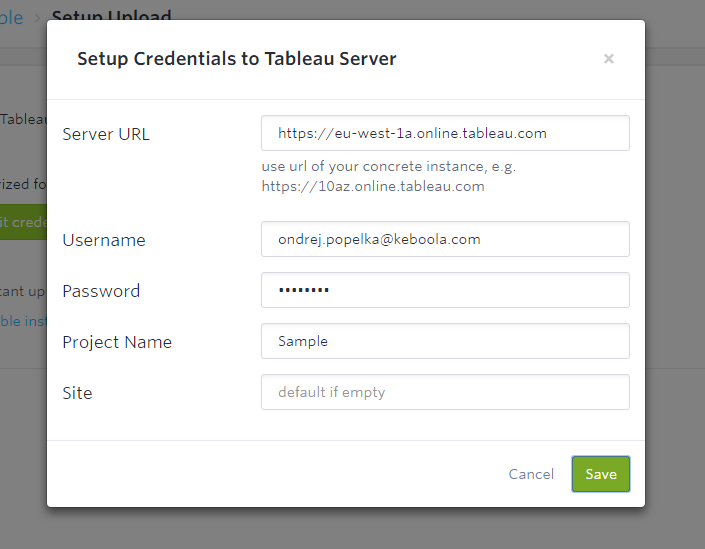 ble > Setup Upload
Setup Credentials to Tableau Server ×
Tableau
Server URL https://eu-west-1a.online.tableau.com
use url of your concrete instance, e.g.
https://10az.online.tableau.com
rized fo
it crede
Username ondrej.popelka@keboola.com
Password ••••••••
tant up
ble inst
Project Name Sample
Site default if empty
Cancel Save